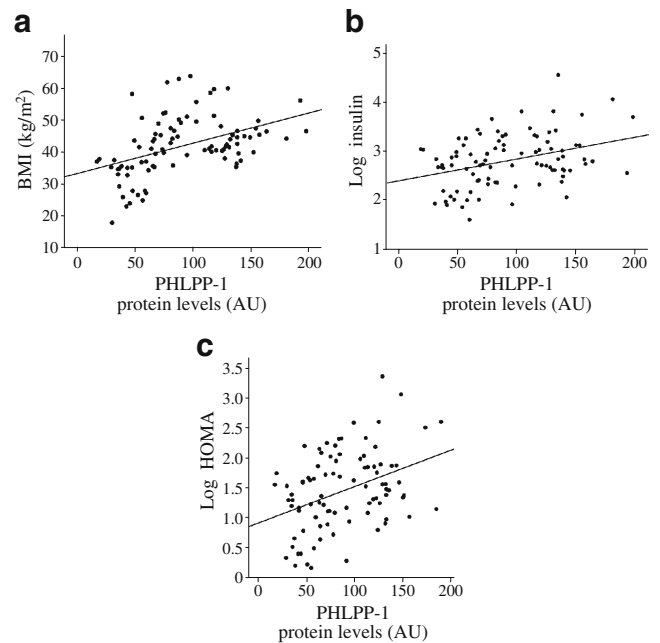 a
70
60
50
40
30
20
10
BMI (kg/m²)
0 50 100 150 200
PHLPP-1
protein levels (AU)
b
5
4
3
2
1
Log insulin
0 50 100 150 200
PHLPP-1
protein levels (AU)
c
3.5
3.0
2.5
2.0
1.5
1.0
0.5
0
Log HOMA
0 50 100 150 200
PHLPP-1
protein levels (AU)